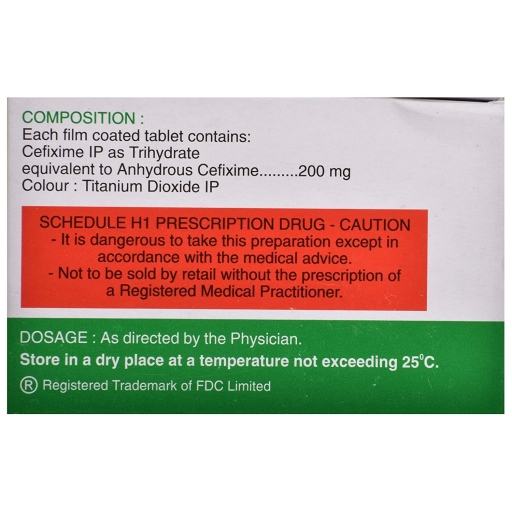 COMPOSITION :
Each film coated tablet contains:
Cefixime IP as Trihydrate
equivalent to Anhydrous Cefixime.........200 mg
Colour : Titanium Dioxide IP
SCHEDULE H1 PRESCRIPTION DRUG - CAUTION
- It is dangerous to take this preparation except in
accordance with the medical advice.
- Not to be sold by retail without the prescription of
a Registered Medical Practitioner.
DOSAGE : As directed by the Physician.
Store in a dry place at a temperature not exceeding 25°C.
® Registered Trademark of FDC Limited